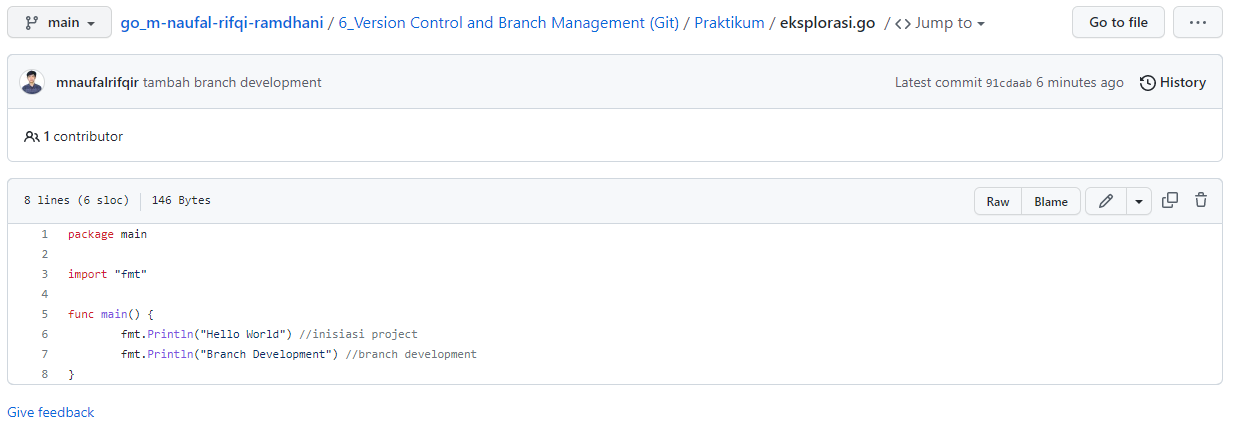 main go_m-naufal-rifqi-ramdhani / 6_Version Control and Branch Management (Git) / Praktikum / eksplorasi.go / <> Jump to Go to file ...
mnaufalrifqir tambah branch development Latest commit 91cdaab 6 minutes ago History
1 contributor
8 lines (6 sloc) 146 Bytes Raw Blame
1 package main
2
3 import "fmt"
4
5 func main() {
6 fmt.Println("Hello World") //inisiasi project
7 fmt.Println("Branch Development") //branch development
8 }
Give feedback